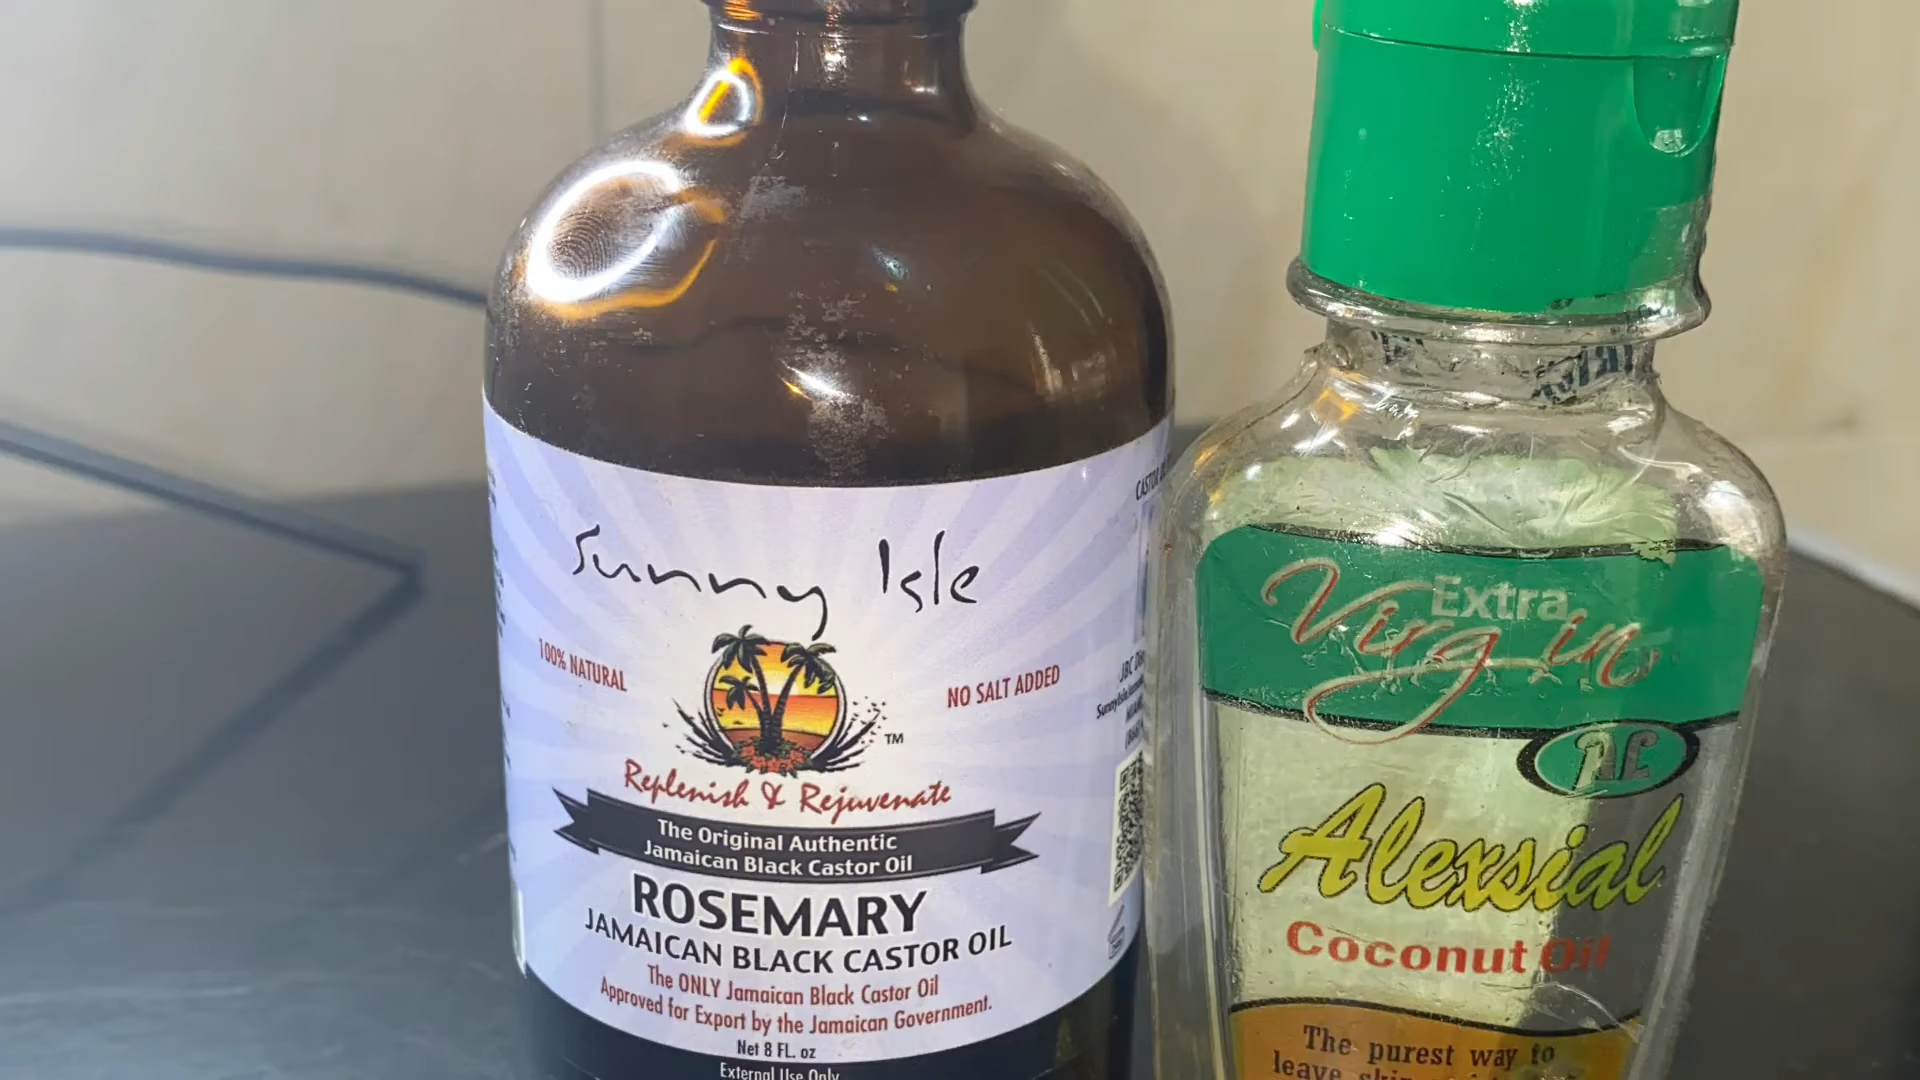 Sunny Isle
100% NATURAL
NO SALT ADDED
TM
Replenish & Rejuvenate
The Original Authentic
Jamaican Black Castor Oil
ROSEMARY
JAMAICAN BLACK CASTOR OIL
The ONLY Jamaican Black Castor Oil
Approved for Export by the Jamaican Government.
Net 8 FL. oz
External Use Only
Extra
Virgin
AL
Alexsial
Coconut Oil
The purest way to
leave